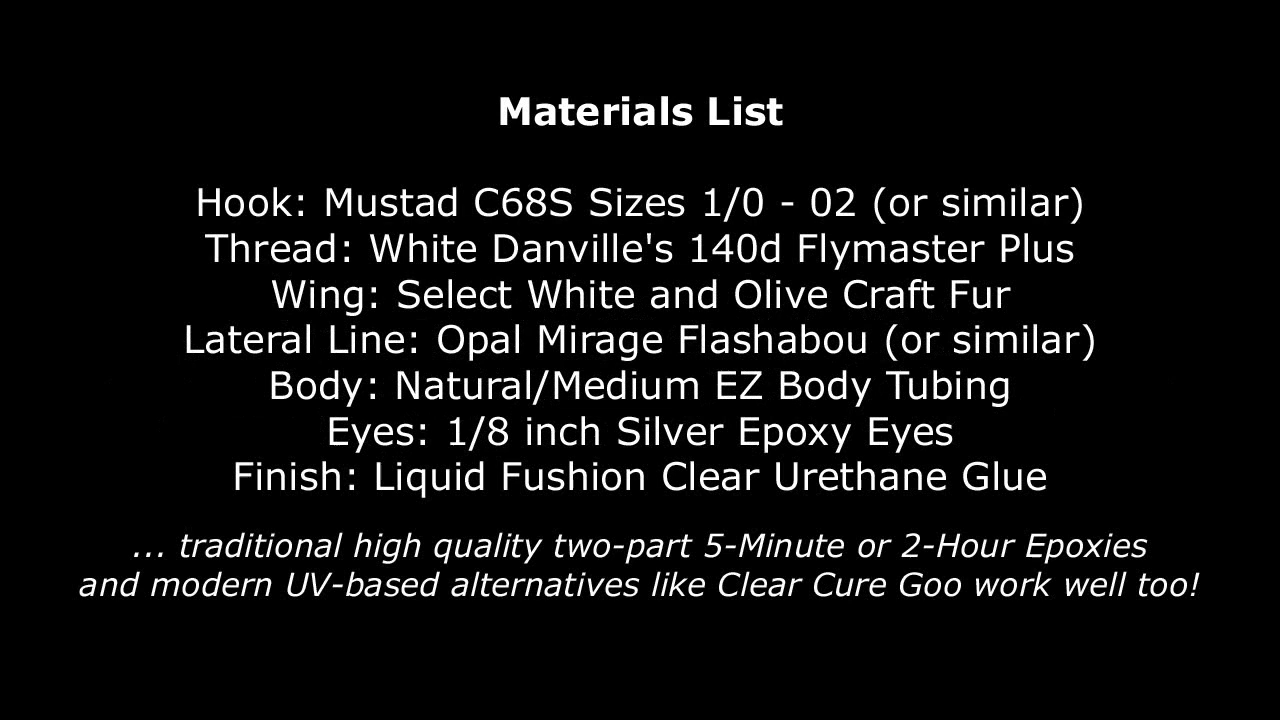 Materials List
Hook: Mustad C68S Sizes 1/0 - 02 (or similar)
Thread: White Danville's 140d Flymaster Plus
Wing: Select White and Olive Craft Fur
Lateral Line: Opal Mirage Flashabou (or similar)
Body: Natural/Medium EZ Body Tubing
Eyes: 1/8 inch Silver Epoxy Eyes
Finish: Liquid Fushion Clear Urethane Glue
... traditional high quality two-part 5-Minute or 2-Hour Epoxies
and modern UV-based alternatives like Clear Cure Goo work well too!